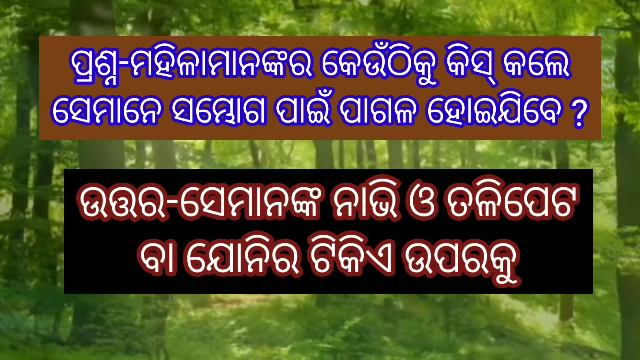 ପ୍ରଶ୍ନ-ମହିଳାମାନଙ୍କର କେଉଁଠିକୁ କିସ୍ କଲେ
ସେମାନେ ସମ୍ଭୋଗ ପାଇଁ ପାଗଳ ହୋଇଯିବେ ?
ଉତ୍ତର-ସେମାନଙ୍କ ନାଭି ଓ ତଳିପେଟ
ବା ଯୋନିର ଟିକିଏ ଉପରକୁ